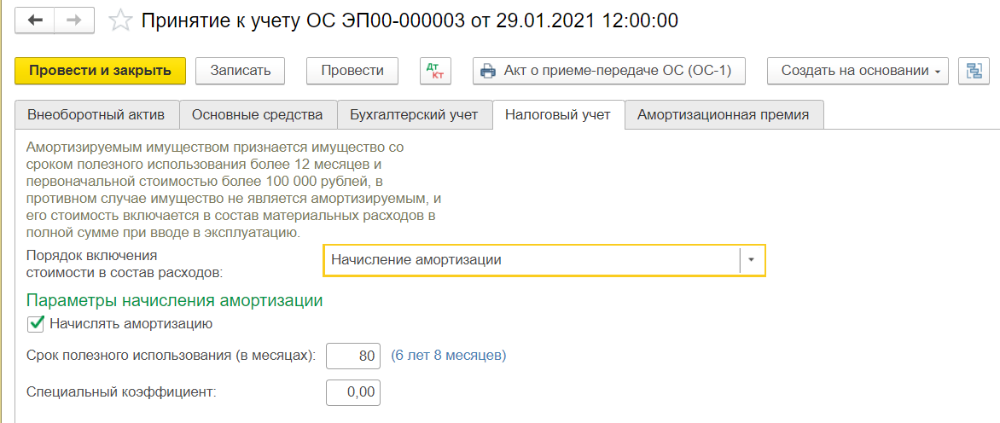 Принятие к учету ОС ЭП00-000003 от 29.01.2021 12:00:00
Провести и закрыть Записать Провести Дт Кт Акт о приеме-передаче ОС (ОС-1) Создать на основании
Внеоборотный актив Основные средства Бухгалтерский учет Налоговый учет Амортизационная премия
Амортизируемым имуществом признается имущество со
сроком полезного использования более 12 месяцев и
первоначальной стоимостью более 100 000 рублей, в
противном случае имущество не является амортизируемым, и
его стоимость включается в состав материальных расходов в
полной сумме при вводе в эксплуатацию.
Порядок включения
стоимости в состав расходов: Начисление амортизации
Параметры начисления амортизации
Начислять амортизацию
Срок полезного использования (в месяцах): 80 (6 лет 8 месяцев)
Специальный коэффициент: 0,00